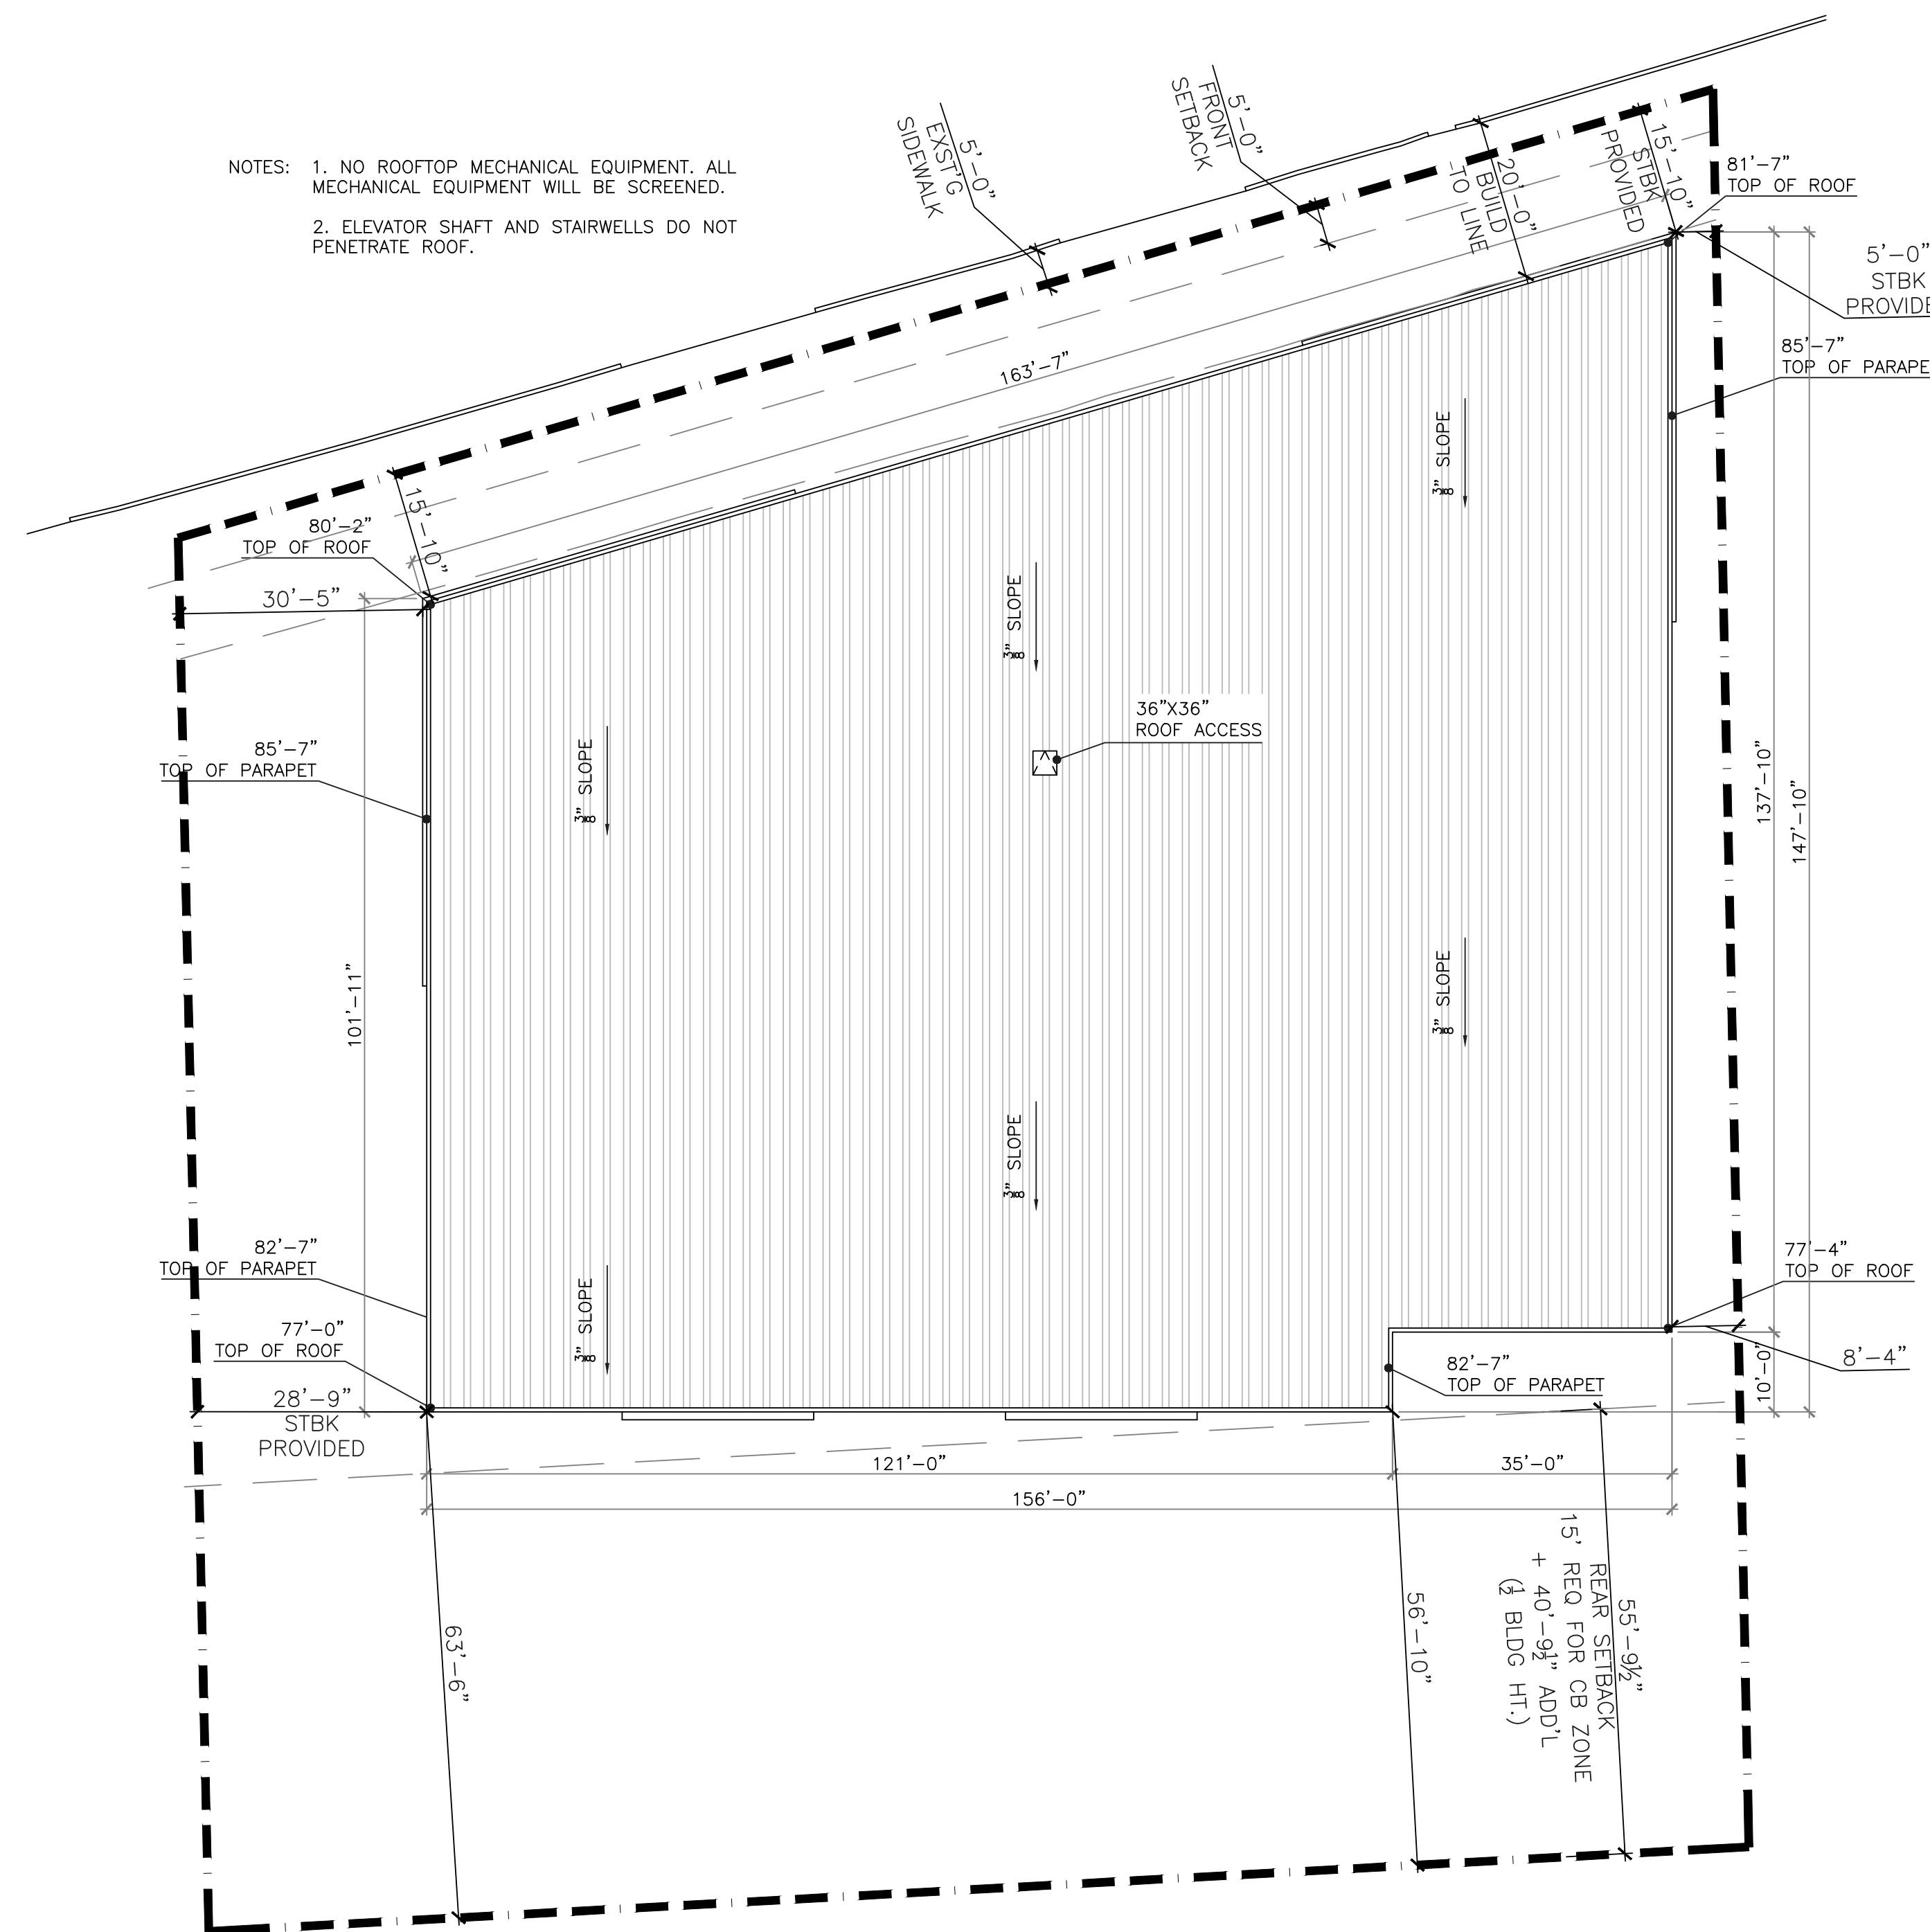 NOTES: 1. NO ROOFTOP MECHANICAL EQUIPMENT. ALL
MECHANICAL EQUIPMENT WILL BE SCREENED.
2. ELEVATOR SHAFT AND STAIRWELLS DO NOT
PENETRATE ROOF.
5'-0"
EXST'G
SIDEWALK
5'-0"
FRONT
SETBACK
20'-0"
BUILD
-TO
LINE
15'-10"
STBK
PROVIDED
81'-7"
TOP OF ROOF
5'-0"
STBK
85'-7"
163'-7"
15'-10"
80'-2"
TOP OF ROOF
30'-5"
85'-7"
TOP OF PARAPET
101'-11"
3/8" SLOPE
3/8" SLOPE
3/8" SLOPE
36"X36"
ROOF ACCESS
137'-10"
147'-10"
3/8" SLOPE
3/8" SLOPE
3/8" SLOPE
82'-7"
TOP OF PARAPET
77'-0"
TOP OF ROOF
28'-9"
STBK
PROVIDED
77'-4"
TOP OF ROOF
8'-4"
10'-0"
82'-7"
TOP OF PARAPET
121'-0"
35'-0"
156'-0"
63'-6"
56'-10"
55'-9½"
REAR SETBACK
15' REQ FOR CB ZONE
+ 40'-9½" ADD'L
(½ BLDG HT.)